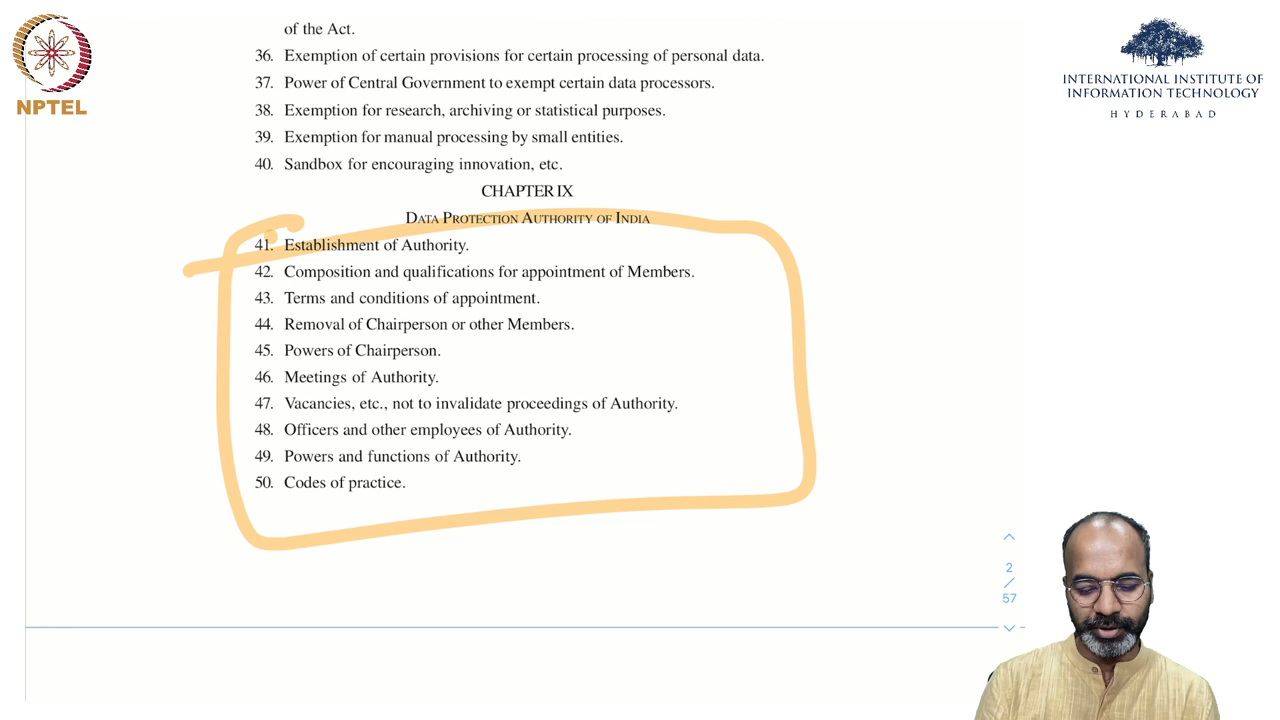 of the Act.
36. Exemption of certain provisions for certain processing of personal data.
37. Power of Central Government to exempt certain data processors.
38. Exemption for research, archiving or statistical purposes.
39. Exemption for manual processing by small entities.
40. Sandbox for encouraging innovation, etc.
CHAPTER IX
DATA PROTECTION AUTHORITY OF INDIA
41. Establishment of Authority.
42. Composition and qualifications for appointment of Members.
43. Terms and conditions of appointment.
44. Removal of Chairperson or other Members.
45. Powers of Chairperson.
46. Meetings of Authority.
47. Vacancies, etc., not to invalidate proceedings of Authority.
48. Officers and other employees of Authority.
49. Powers and functions of Authority.
50. Codes of practice.
NPTEL
INTERNATIONAL INSTITUTE OF
INFORMATION TECHNOLOGY
HYDERABAD
2
/
57